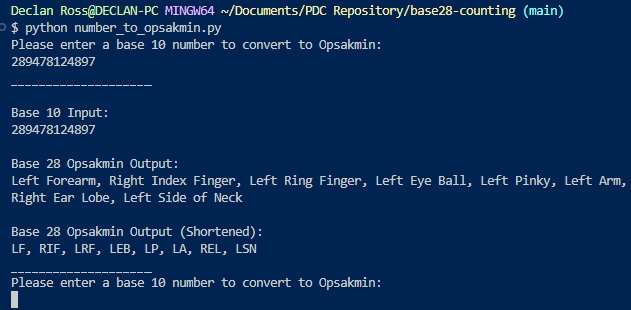 Declan Ross@DECLAN-PC MINGW64 ~/Documents/PDC Repository/base28-counting (main)
$ python number_to_opsakmin.py
Please enter a base 10 number to convert to Opsakmin:
289478124897
____________________
Base 10 Input:
289478124897
Base 28 Opsakmin Output:
Left Forearm, Right Index Finger, Left Ring Finger, Left Eye Ball, Left Pinky, Left Arm,
Right Ear Lobe, Left Side of Neck
Base 28 Opsakmin Output (Shortened):
LF, RIF, LRF, LEB, LP, LA, REL, LSN
____________________
Please enter a base 10 number to convert to Opsakmin: